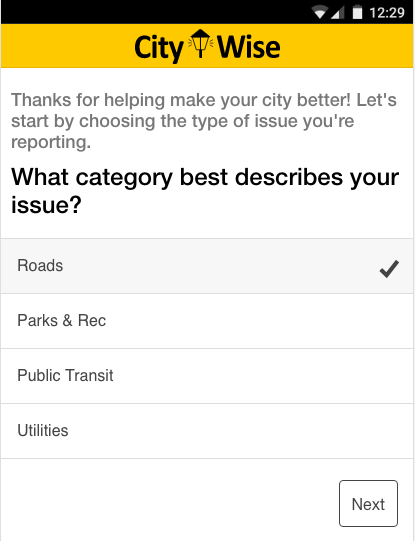 12:29
City Wise
Thanks for helping make your city better! Let's
start by choosing the type of issue you're
reporting.
What category best describes your
issue?
Roads
Parks & Rec
Public Transit
Utilities
Next